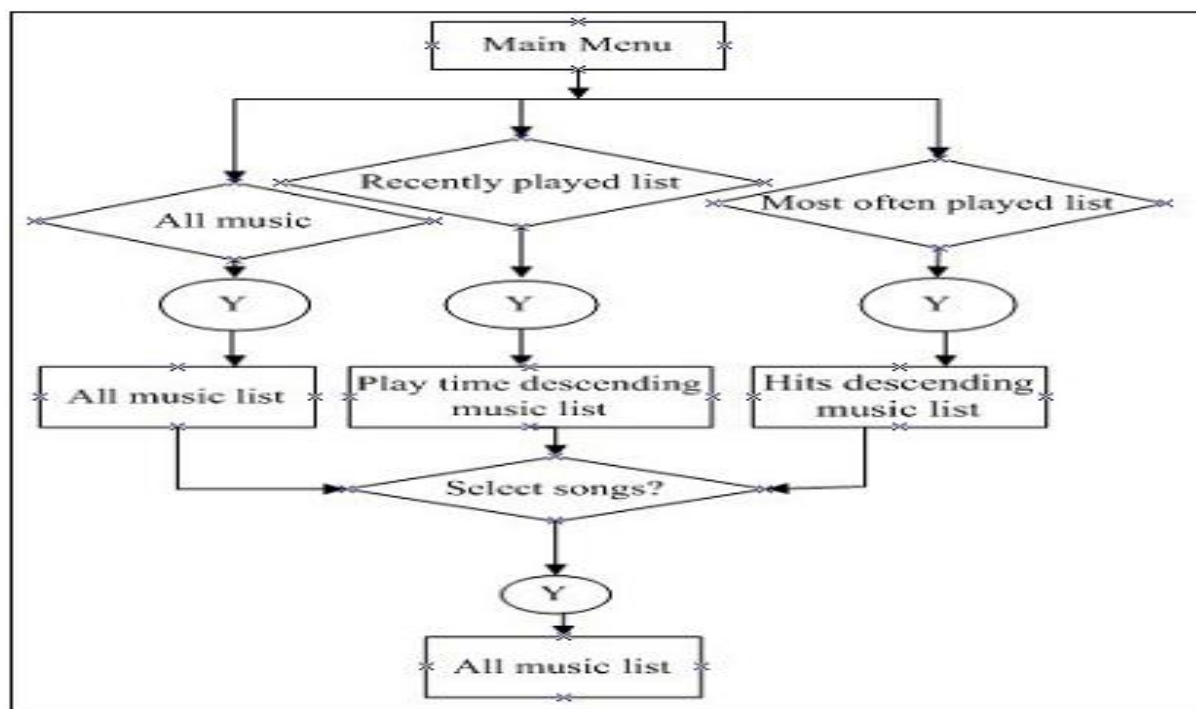 Main Menu
Recently played list
Most often played list
All music
Y
Y
Y
All music list
Play time descending
music list
Hits descending
music list
Select songs?
Y
All music list